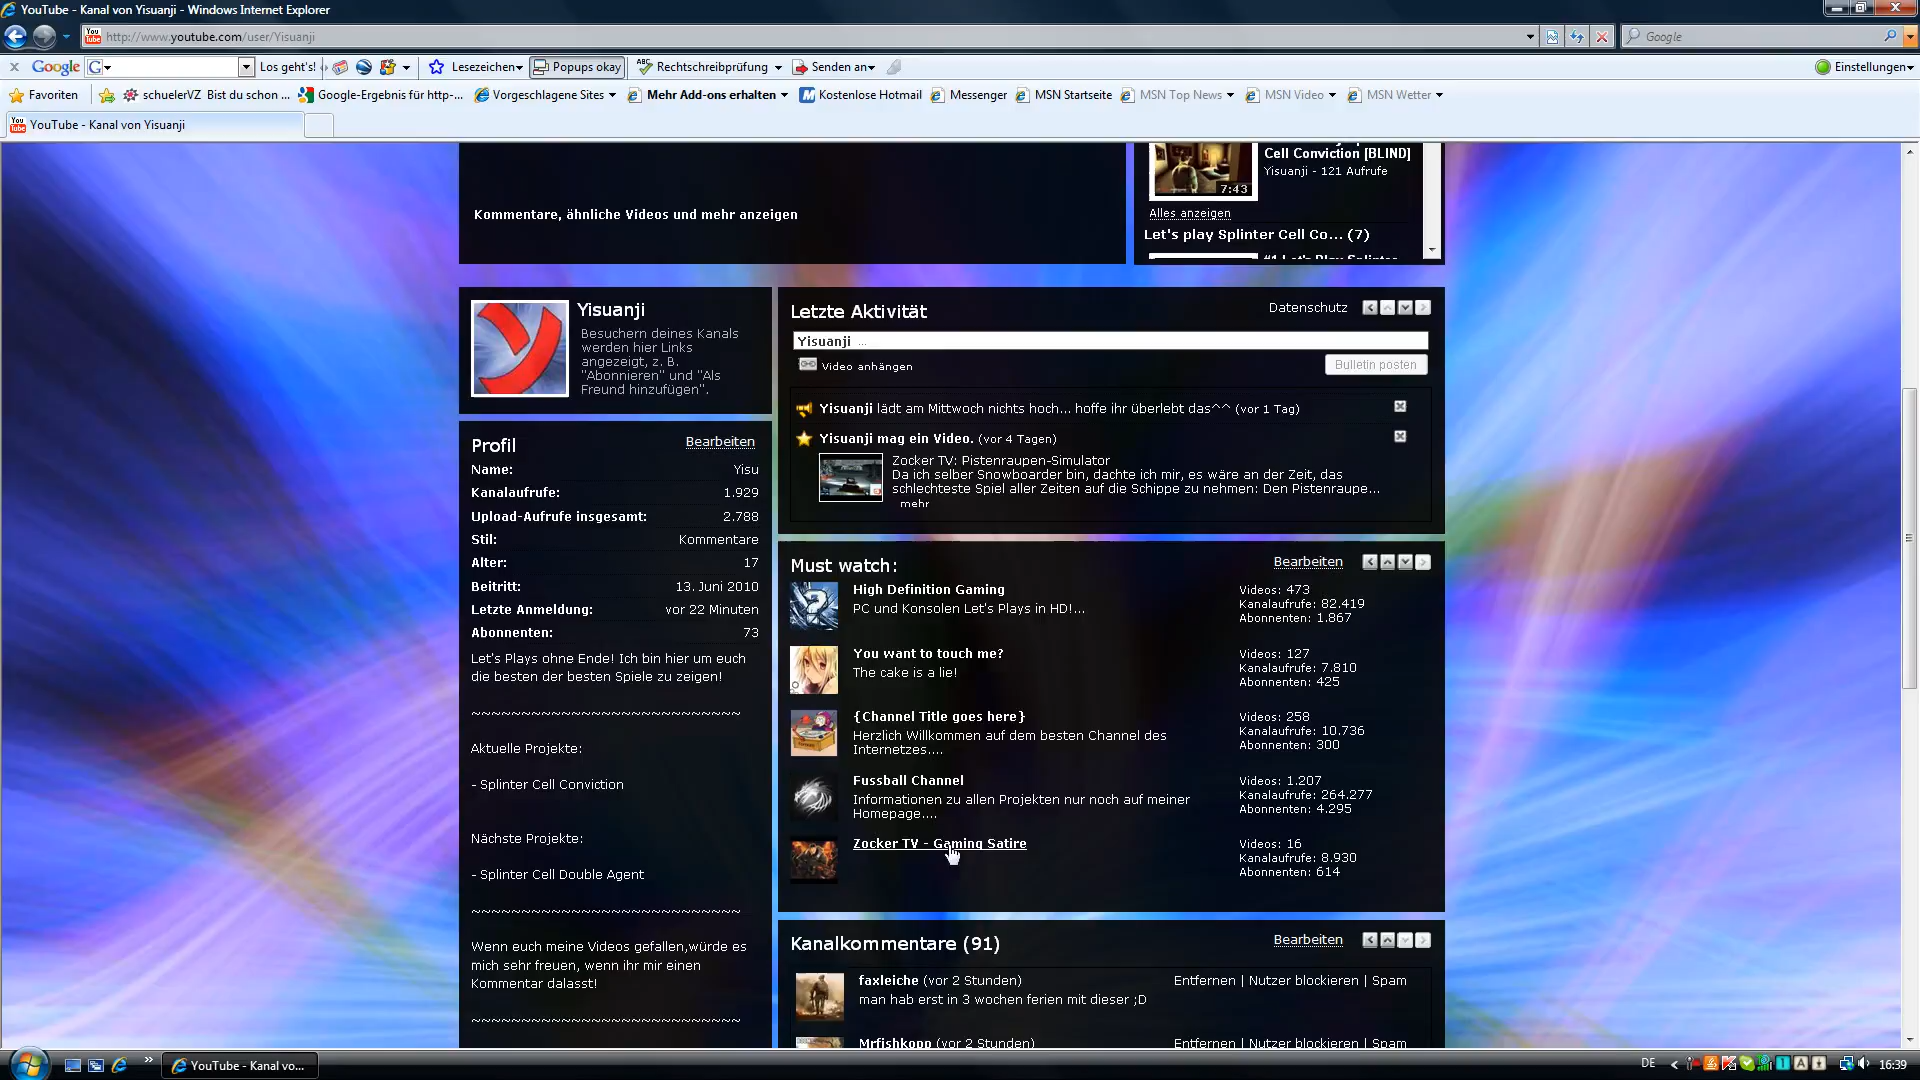 YouTube - Kanal von Yisuanji - Windows Internet Explorer
http://www.youtube.com/user/Yisuanji
Google
Google
Los geht's!
Lesezeichen
Popups okay
Rechtschreibprüfung
Senden an
Einstellungen
Favoriten
schuelerVZ Bist du schon ...
Google-Ergebnis für http-...
Vorgeschlagene Sites
Mehr Add-ons erhalten
Kostenlose Hotmail
Messenger
MSN Startseite
MSN Top News
MSN Video
MSN Wetter
YouTube - Kanal von Yisuanji
Kommentare, ähnliche Videos und mehr anzeigen
Cell Conviction [BLIND]
Yisuanji - 121 Aufrufe
7:43
Alles anzeigen
Let's play Splinter Cell Co... (7)
#1 Let's Play Splinter
Yisuanji
Besuchern deines Kanals
werden hier Links
angezeigt, z. B.
"Abonnieren" und "Als
Freund hinzufügen".
Profil
Bearbeiten
Name: Yisu
Kanalaufrufe: 1.929
Upload-Aufrufe insgesamt: 2.788
Stil: Kommentare
Alter: 17
Beitritt: 13. Juni 2010
Letzte Anmeldung: vor 22 Minuten
Abonnenten: 73
Let's Plays ohne Ende! Ich bin hier um euch
die besten der besten Spiele zu zeigen!
~~~~~~~~~~~~~~~~~~~~~~~~~~~
Aktuelle Projekte:
- Splinter Cell Conviction
Nächste Projekte:
- Splinter Cell Double Agent
~~~~~~~~~~~~~~~~~~~~~~~~~~~
Wenn euch meine Videos gefallen,würde es
mich sehr freuen, wenn ihr mir einen
Kommentar dalasst!
~~~~~~~~~~~~~~~~~~~~~~~~~~~
Letzte Aktivität
Datenschutz
Yisuanji ...
Video anhängen
Bulletin posten
Yisuanji lädt am Mittwoch nichts hoch... hoffe ihr überlebt das^^ (vor 1 Tag)
Yisuanji mag ein Video. (vor 4 Tagen)
Zocker TV: Pistenraupen-Simulator
Da ich selber Snowboarder bin, dachte ich mir, es wäre an der Zeit, das
schlechteste Spiel aller Zeiten auf die Schippe zu nehmen: Den Pistenraupe...
mehr
Must watch:
Bearbeiten
High Definition Gaming
PC und Konsolen Let's Plays in HD!...
Videos: 473
Kanalaufrufe: 82.419
Abonnenten: 1.867
You want to touch me?
The cake is a lie!
Videos: 127
Kanalaufrufe: 7.810
Abonnenten: 425
{Channel Title goes here}
Herzlich Willkommen auf dem besten Channel des
Internetzes....
Videos: 258
Kanalaufrufe: 10.736
Abonnenten: 300
Fussball Channel
Informationen zu allen Projekten nur noch auf meiner
Homepage....
Videos: 1.207
Kanalaufrufe: 264.277
Abonnenten: 4.295
Zocker TV - Gaming Satire
Videos: 16
Kanalaufrufe: 8.930
Abonnenten: 614
Kanalkommentare (91)
Bearbeiten
faxleiche (vor 2 Stunden)
Entfernen | Nutzer blockieren | Spam
man hab erst in 3 wochen ferien mit dieser ;D
Mrfishkopp (vor 2 Stunden)
Entfernen | Nutzer blockieren | Spam
YouTube - Kanal vo...
DE
16:39